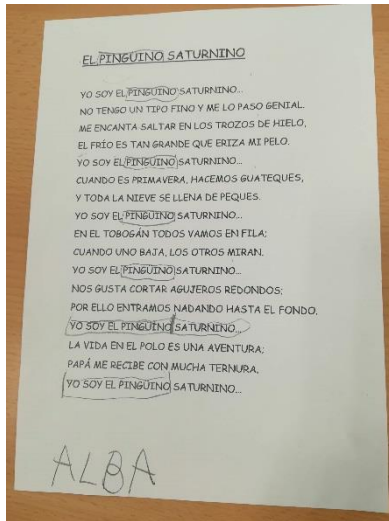 EL PINGÜINO SATURNINO
YO SOY EL PINGÜINO SATURNINO...
NO TENGO UN TIPO FINO Y ME LO PASO GENIAL.
ME ENCANTA SALTAR EN LOS TROZOS DE HIELO,
EL FRÍO ES TAN GRANDE QUE ERIZA MI PELO.
YO SOY EL PINGÜINO SATURNINO...
CUANDO ES PRIMAVERA, HACEMOS GUATEQUES,
Y TODA LA NIEVE SE LLENA DE PEQUES.
YO SOY EL PINGÜINO SATURNINO...
EN EL TOBOGÁN TODOS VAMOS EN FILA;
CUANDO UNO BAJA, LOS OTROS MIRAN.
YO SOY EL PINGÜINO SATURNINO...
NOS GUSTA CORTAR AGUJEROS REDONDOS;
POR ELLO ENTRAMOS NADANDO HASTA EL FONDO.
YO SOY EL PINGÜINO SATURNINO...
LA VIDA EN EL POLO ES UNA AVENTURA;
PAPÁ ME RECIBE CON MUCHA TERNURA.
YO SOY EL PINGÜINO SATURNINO...
ALBA